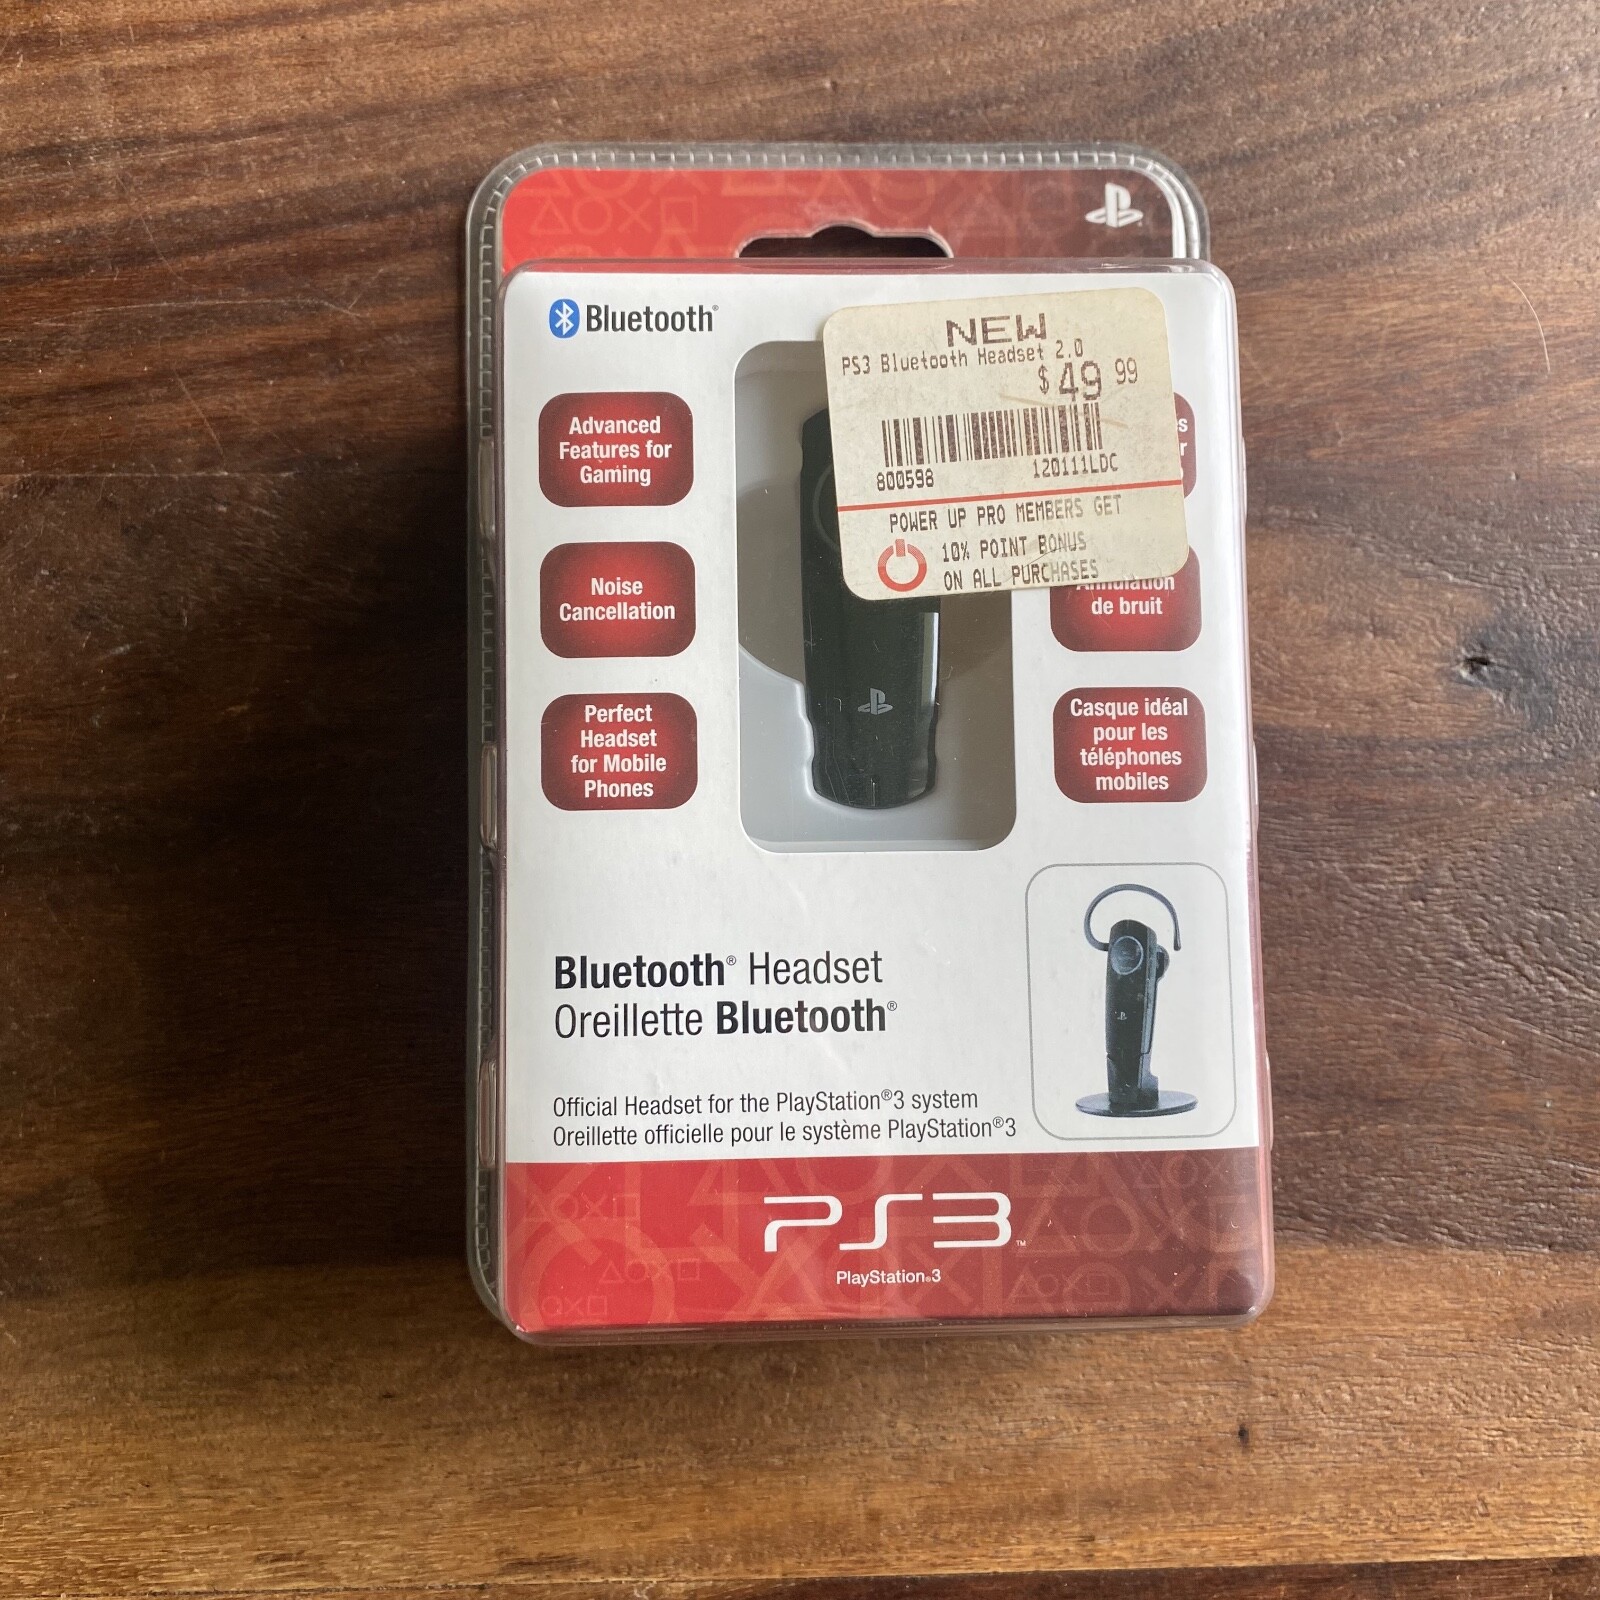 Bluetooth®
NEW
PS3 Bluetooth Headset 2.0
$49 99
800598 120111LDC
POWER UP PRO MEMBERS GET
10% POINT BONUS
ON ALL PURCHASES
Advanced
Features for
Gaming
Noise
Cancellation
Perfect
Headset
for Mobile
Phones
de bruit
Casque idéal
pour les
téléphones
mobiles
Bluetooth® Headset
Oreillette Bluetooth®
Official Headset for the PlayStation®3 system
Oreillette officielle pour le système PlayStation®3
PS3™
PlayStation®3